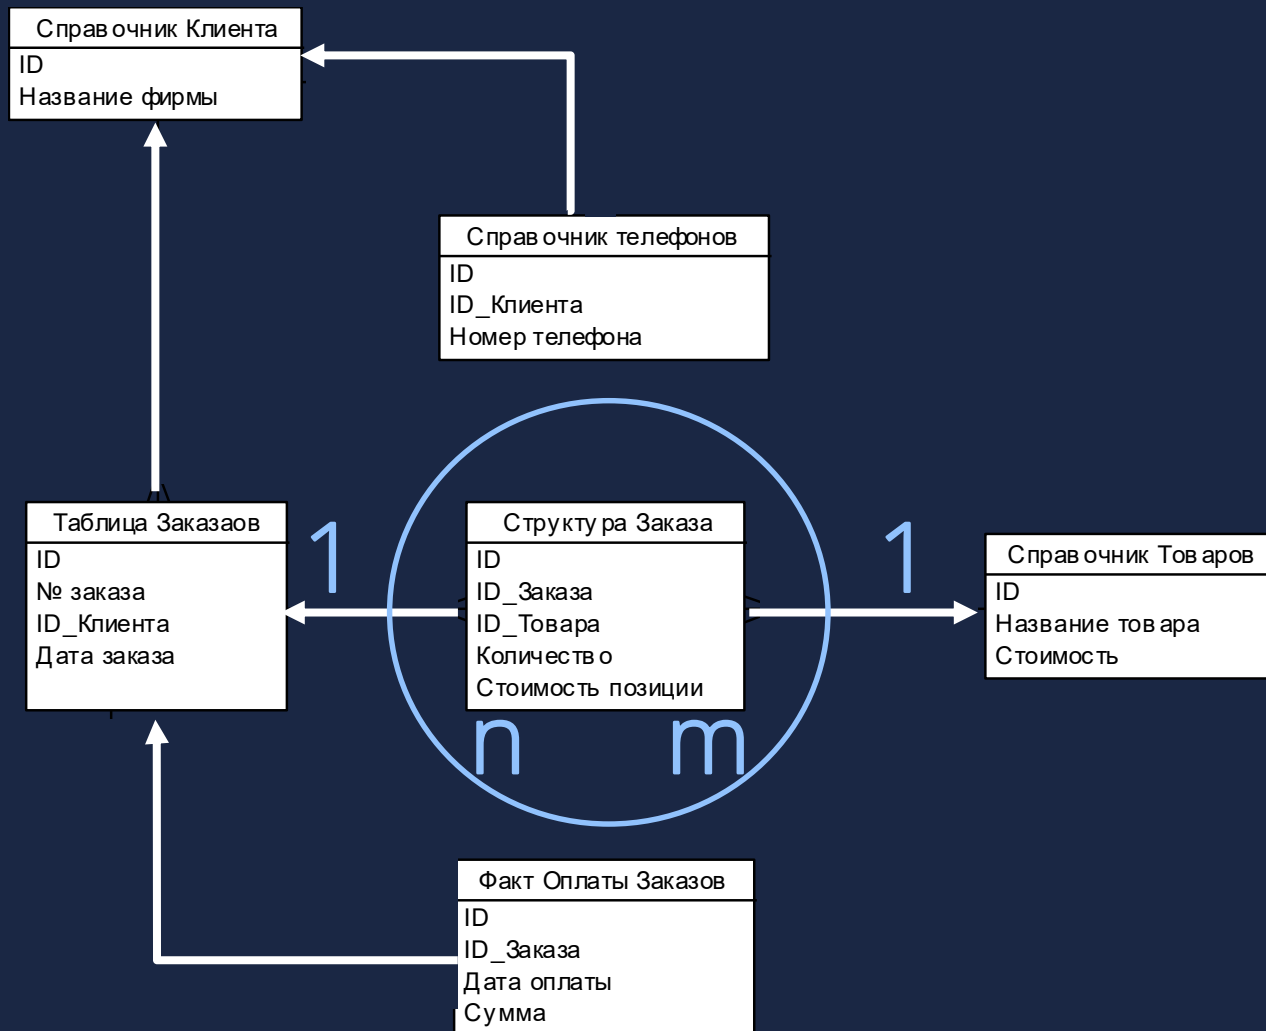 Справочник Клиента
ID
Название фирмы
Справочник телефонов
ID
ID_Клиента
Номер телефона
Таблица Заказаов
ID
№ заказа
ID_Клиента
Дата заказа
1
Структура Заказа
ID
ID_Заказа
ID_Товара
Количество
Стоимость позиции
n m
1
Справочник Товаров
ID
Название товара
Стоимость
Факт Оплаты Заказов
ID
ID_Заказа
Дата оплаты
Сумма